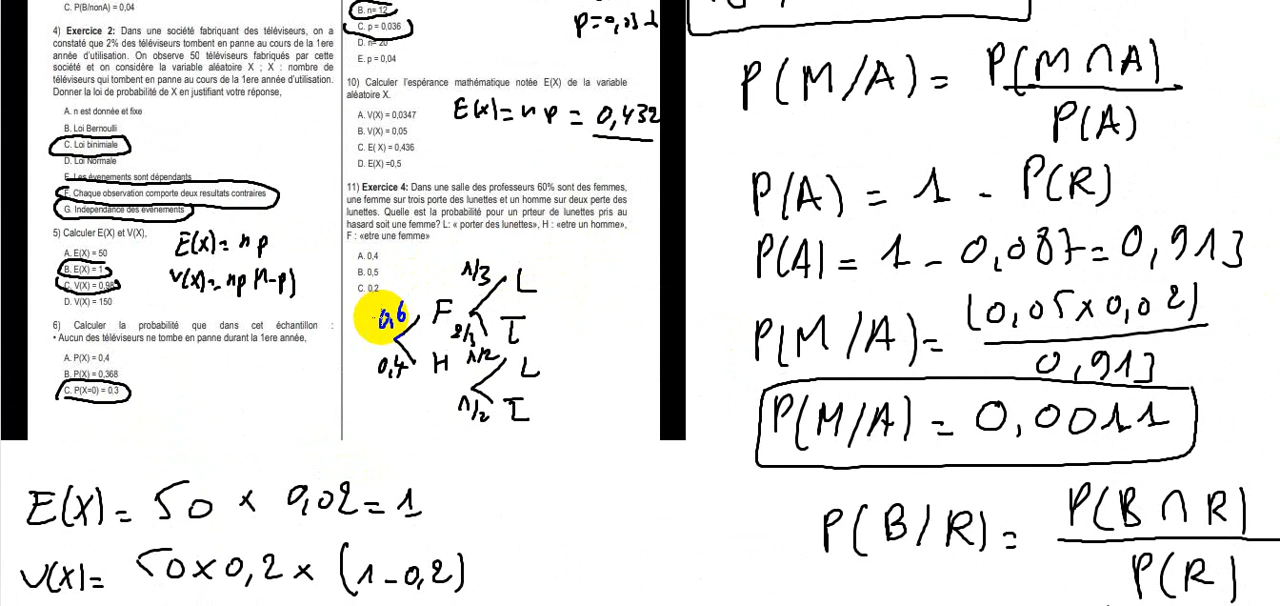 C. P(B/nonA) = 0,04
4) Exercice 2: Dans une société fabriquant des téléviseurs, on a
constaté que 2% des téléviseurs tombent en panne au cours de la 1ere
année d'utilisation. On observe 50 téléviseurs fabriqués par cette
société et on considère la variable aléatoire X ; X : nombre de
téléviseurs qui tombent en panne au cours de la 1ere année d'utilisation.
Donner la loi de probabilité de X en justifiant votre réponse,
A. n est donnée et fixe
B. Loi Bernoulli
C. Loi binimiale
D. Loi Normale
E. Les évenements sont dépendants
F. Chaque observation comporte deux resultats contraires
G. Independance des évenements
5) Calculer E(X) et V(X),
E(X) = n p
A. E(X) = 50
B. E(X) = 1
V(X) = np (1-p)
C. V(X) = 0,98
D. V(X) = 150
6) Calculer la probabilité que dans cet échantillon :
• Aucun des téléviseurs ne tombe en panne durant la 1ere année,
A. P(X) = 0,4
B. P(X) = 0,368
C. P(X=0) = 0,3
B. n= 12
C. p = 0,036
D. n= 20
E. p = 0,04
10) Calculer l'espérance mathématique notée E(X) de la variable
aléatoire X.
E(X) = n p = 0,432
A. V(X) = 0,0347
B. V(X) = 0,05
C. E( X) = 0,436
D. E(X) =0,5
11) Exercice 4: Dans une salle des professeurs 60% sont des femmes,
une femme sur trois porte des lunettes et un homme sur deux perte des
lunettes. Quelle est la probabilité pour un prteur de lunettes pris au
hasard soit une femme? L: « porter des lunettes», H : «etre un homme»,
F : «etre une femme»
A. 0,4
B. 0,5
C. 0,2
1/3 L
0,6 F
2/3 L̅
0,4 H 1/2 L
1/2 L̅
E(X) = 50 × 0,02 = 1
V(X) = 50 × 0,2 × (1-0,2)
P(M/A) = P(M ∩ A)
P(A)
P(A) = 1 - P(R)
P(A) = 1 - 0,087 = 0,913
P(M/A) = (0,05 × 0,02)
0,913
P(M/A) = 0,0011
P(B/R) = P(B ∩ R)
P(R)